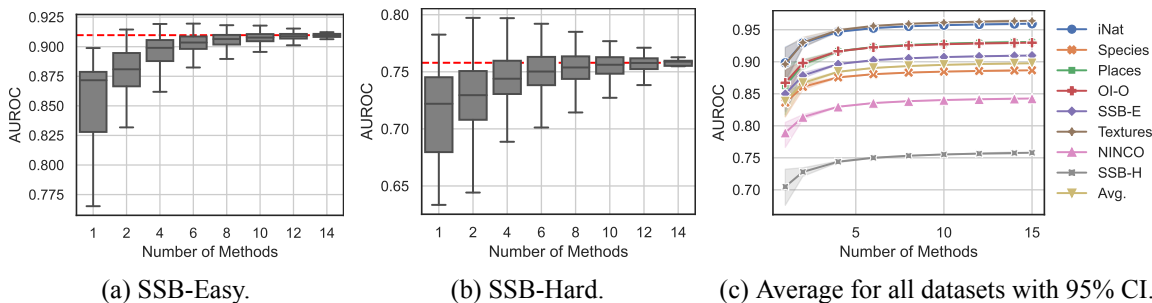 0.925
0.900
0.875
0.850
0.825
0.800
0.775
AUROC
1 2 4 6 8 10 12 14
Number of Methods
(a) SSB-Easy.
0.80
0.75
0.70
0.65
AUROC
1 2 4 6 8 10 12 14
Number of Methods
(b) SSB-Hard.
0.95
0.90
0.85
0.80
0.75
0.70
AUROC
5 10 15
Number of Methods
iNat
Species
Places
OI-O
SSB-E
Textures
NINCO
SSB-H
Avg.
(c) Average for all datasets with 95% CI.